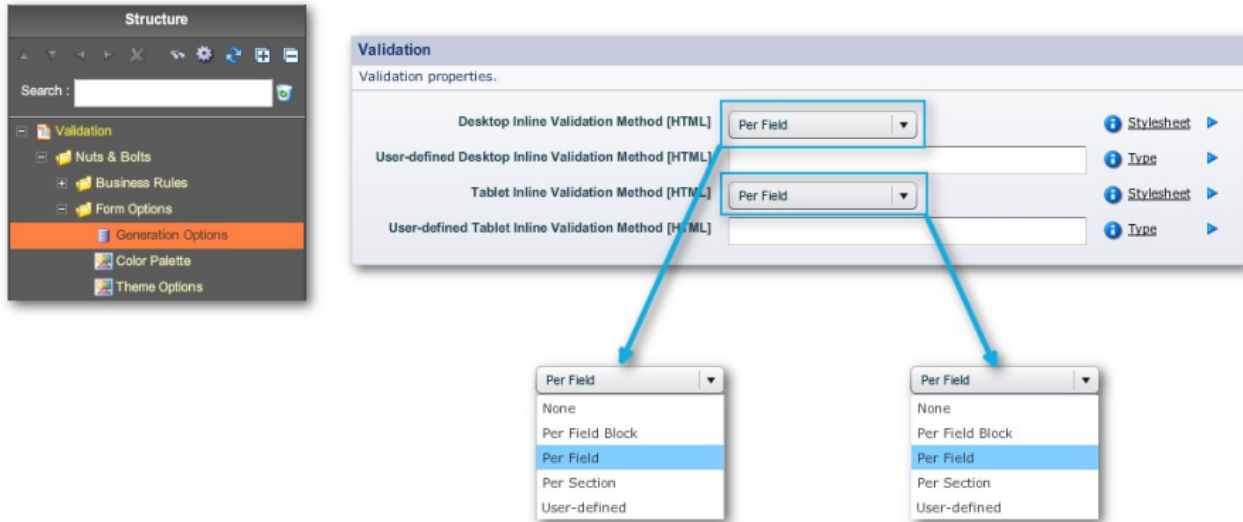 Structure
Search :
Validation
Nuts & Bolts
Business Rules
Form Options
Generation Options
Color Palette
Theme Options
Validation
Validation properties.
Desktop Inline Validation Method [HTML] Per Field Stylesheet
User-defined Desktop Inline Validation Method [HTML] Type
Tablet Inline Validation Method [HTML] Per Field Stylesheet
User-defined Tablet Inline Validation Method [HTML] Type
Per Field
None
Per Field Block
Per Field
Per Section
User-defined
Per Field
None
Per Field Block
Per Field
Per Section
User-defined